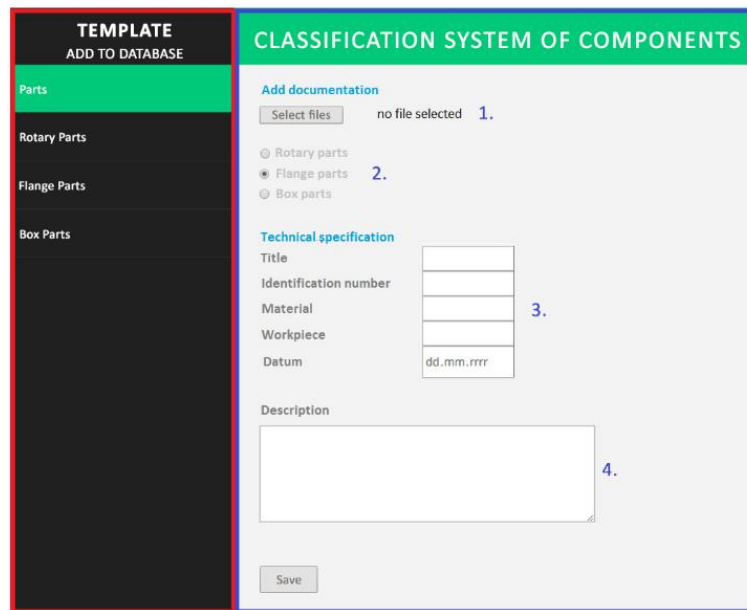 TEMPLATE
ADD TO DATABASE
Parts
Rotary Parts
Flange Parts
Box Parts
CLASSIFICATION SYSTEM OF COMPONENTS
Add documentation
Select files no file selected 1.
Rotary parts
Flange parts 2.
Box parts
Technical specification
Title
Identification number
Material 3.
Workpiece
Datum dd.mm.rrrr
Description
4.
Save